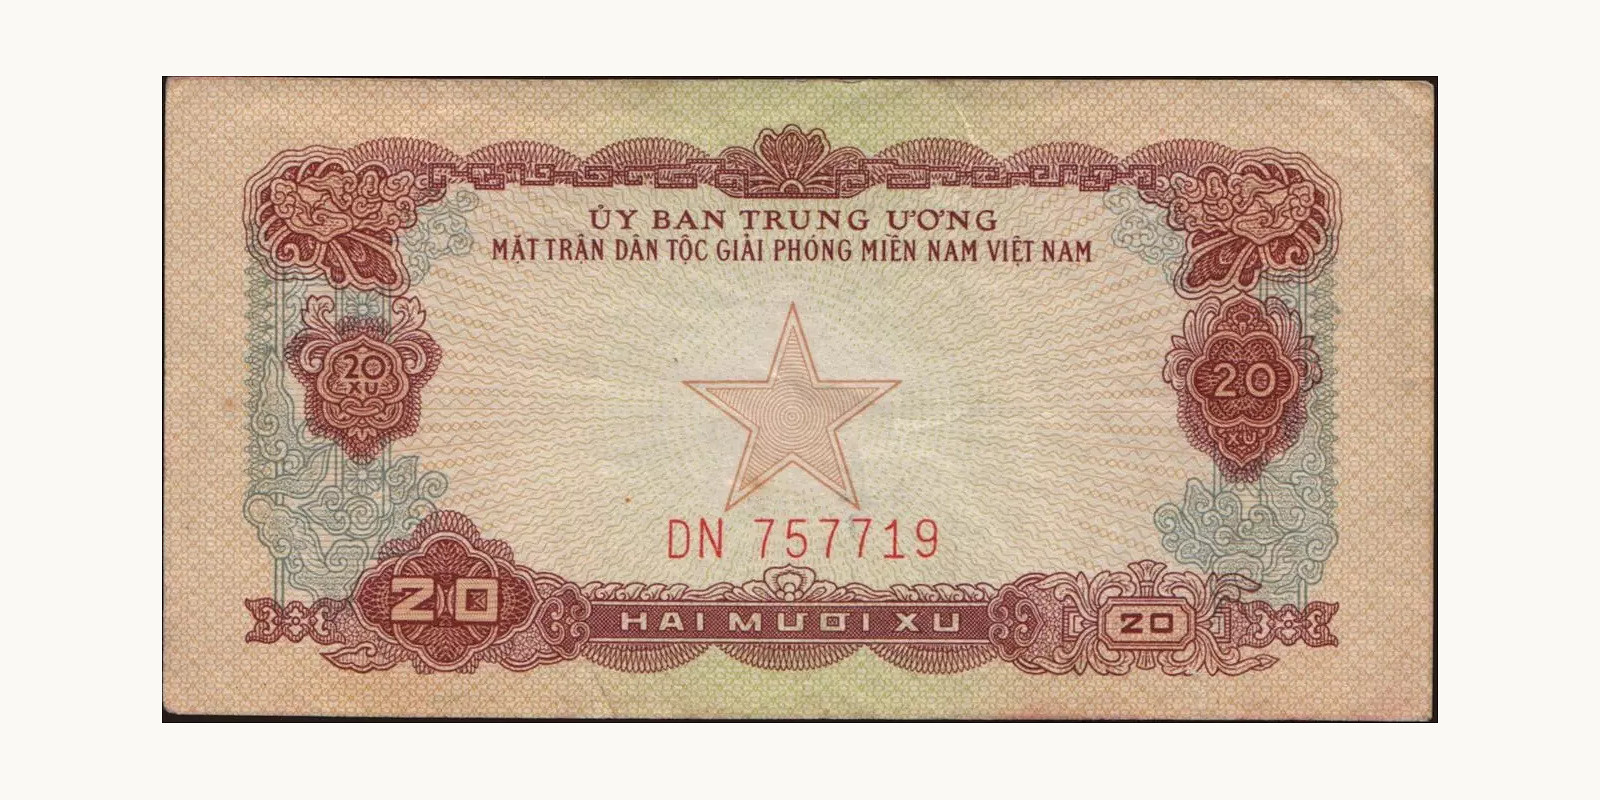 ỦY BAN TRUNG ƯƠNG
MẶT TRẬN DÂN TỘC GIẢI PHÓNG MIỀN NAM VIỆT NAM
20
XU
20
XU
DN 757719
20
HAI MƯƠI XU
20